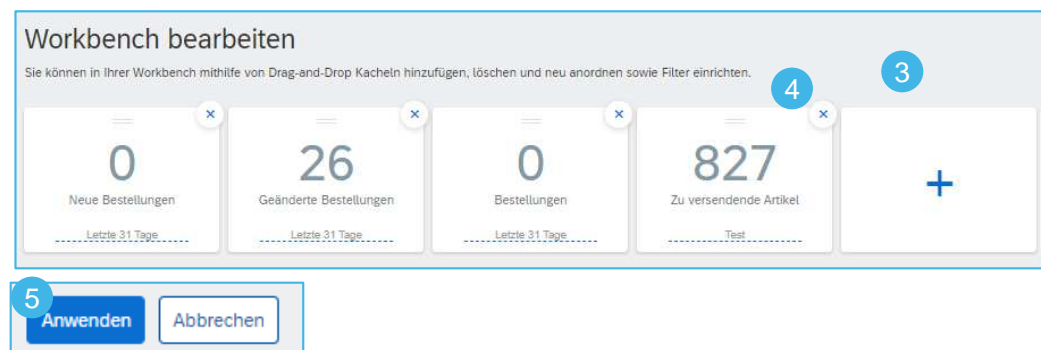 Workbench bearbeiten
Sie können in Ihrer Workbench mithilfe von Drag-and-Drop Kacheln hinzufügen, löschen und neu anordnen sowie Filter einrichten.
3
4
× × × ×
0 26 0 827 +
Neue Bestellungen Geänderte Bestellungen Bestellungen Zu versendende Artikel
Letzte 31 Tage Letzte 31 Tage Letzte 31 Tage Test
5
Anwenden Abbrechen